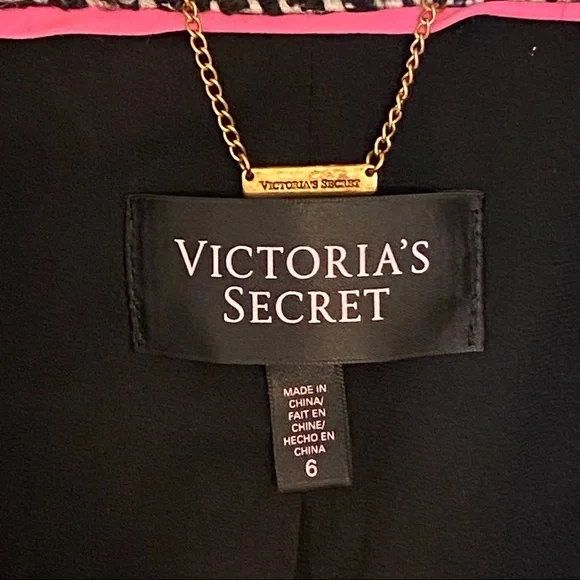 VICTORIA'S SECRET
VICTORIA'S
SECRET
MADE IN
CHINA/
FAIT EN
CHINE/
HECHO EN
CHINA
6